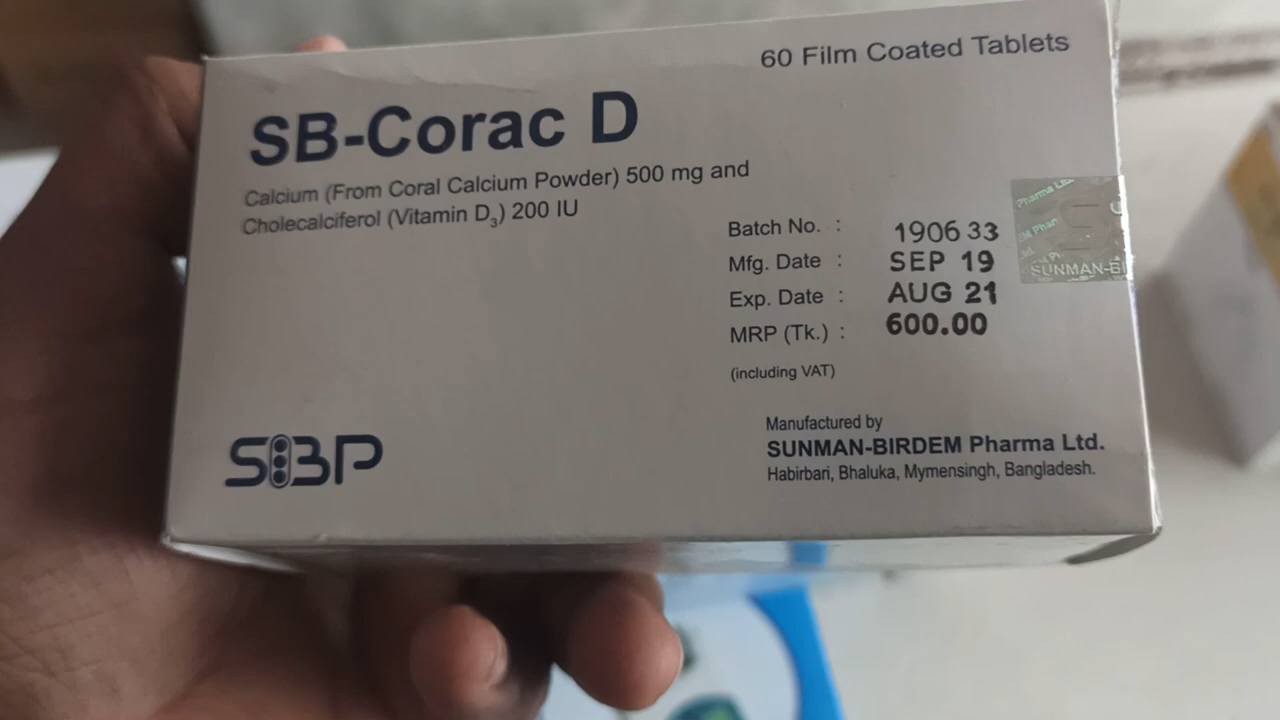 60 Film Coated Tablets
SB-Corac D
Calcium (From Coral Calcium Powder) 500 mg and
Cholecalciferol (Vitamin D3) 200 IU
Batch No. : 190633
Mfg. Date : SEP 19
Exp. Date : AUG 21
MRP (Tk.) : 600.00
(including VAT)
SBP
Manufactured by
SUNMAN-BIRDEM Pharma Ltd.
Habirbari, Bhaluka, Mymensingh, Bangladesh.
Pharma
SUNMAN-BI